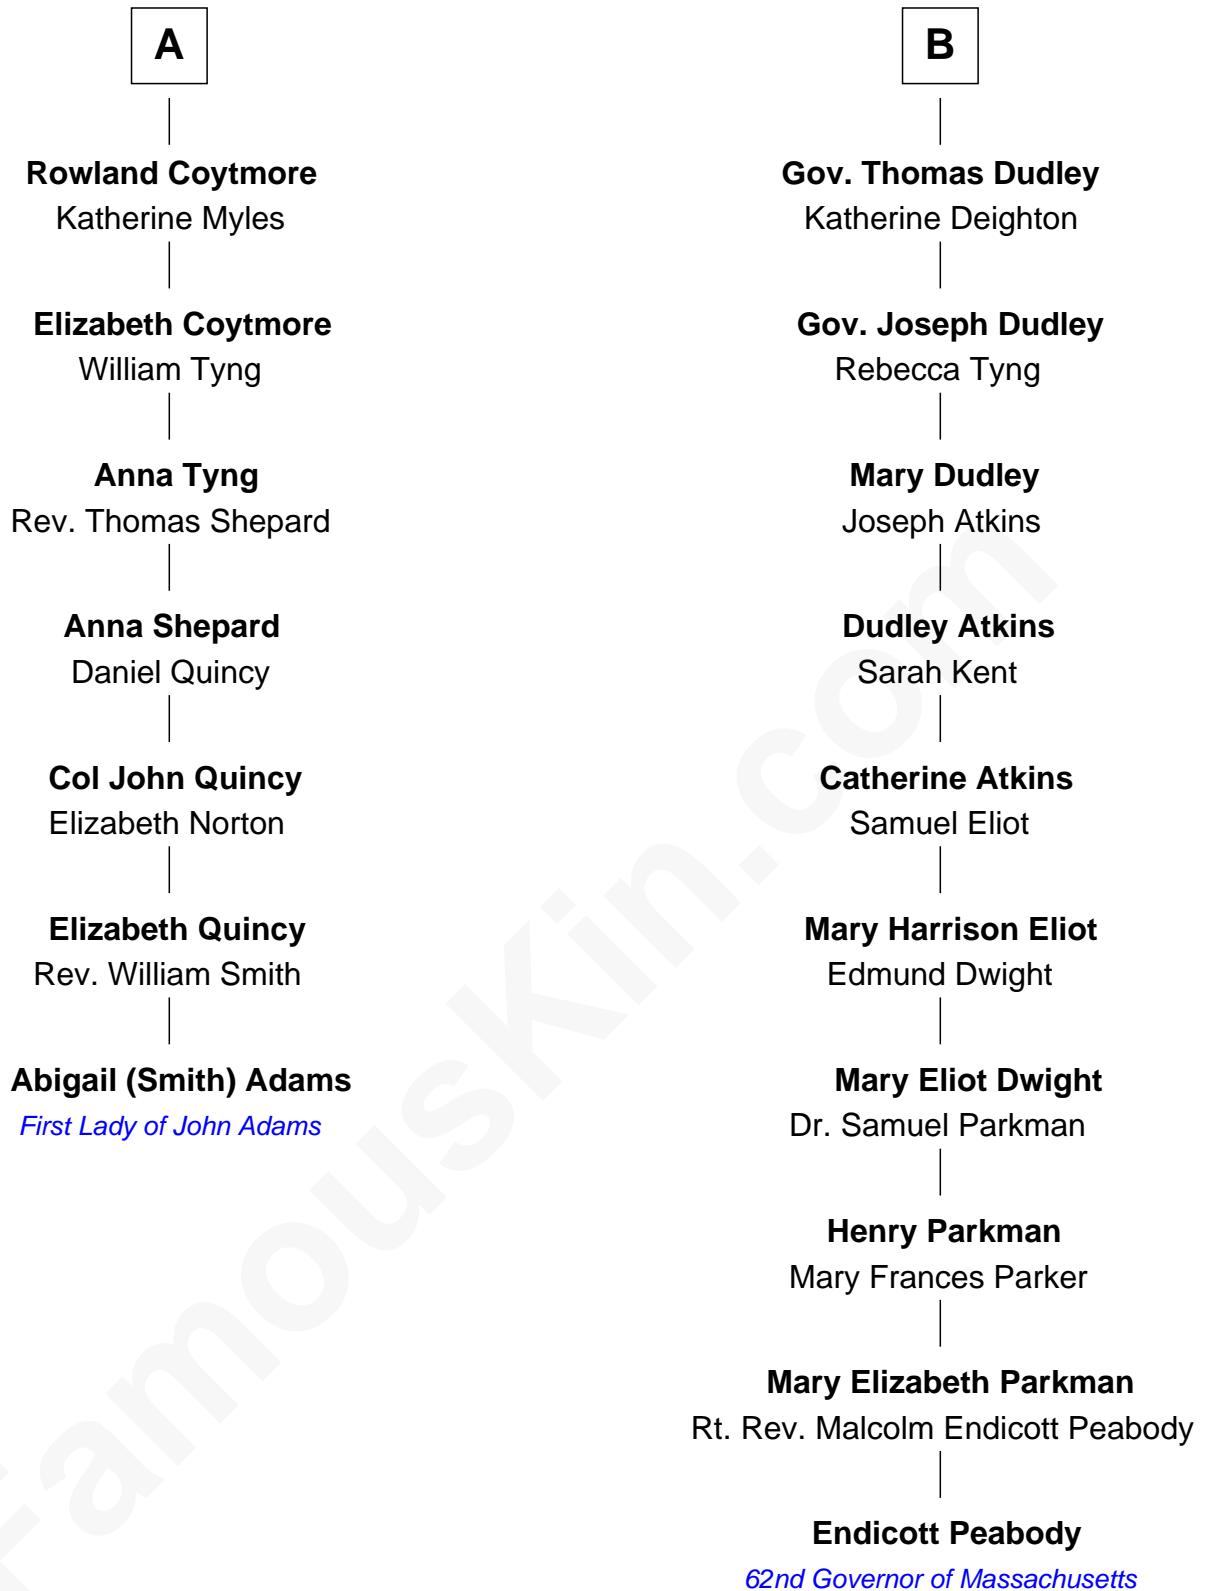 A
Rowland Coytmore
Katherine Myles
Elizabeth Coytmore
William Tyng
Anna Tyng
Rev. Thomas Shepard
Anna Shepard
Daniel Quincy
Col John Quincy
Elizabeth Norton
Elizabeth Quincy
Rev. William Smith
Abigail (Smith) Adams
First Lady of John Adams
B
Gov. Thomas Dudley
Katherine Deighton
Gov. Joseph Dudley
Rebecca Tyng
Mary Dudley
Joseph Atkins
Dudley Atkins
Sarah Kent
Catherine Atkins
Samuel Eliot
Mary Harrison Eliot
Edmund Dwight
Mary Eliot Dwight
Dr. Samuel Parkman
Henry Parkman
Mary Frances Parker
Mary Elizabeth Parkman
Rt. Rev. Malcolm Endicott Peabody
Endicott Peabody
62nd Governor of Massachusetts
FamousKin.com